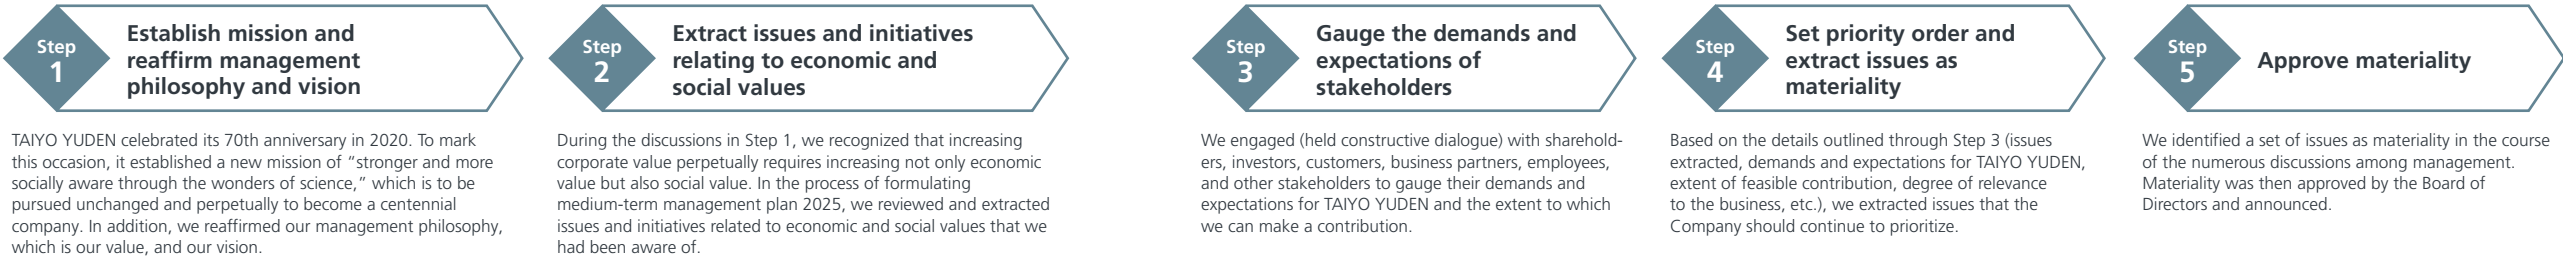 Step
1
Establish mission and
reaffirm management
philosophy and vision
TAIYO YUDEN celebrated its 70th anniversary in 2020. To mark
this occasion, it established a new mission of “stronger and more
socially aware through the wonders of science,” which is to be
pursued unchanged and perpetually to become a centennial
company. In addition, we reaffirmed our management philosophy,
which is our value, and our vision.
Step
2
Extract issues and initiatives
relating to economic and
social values
During the discussions in Step 1, we recognized that increasing
corporate value perpetually requires increasing not only economic
value but also social value. In the process of formulating
medium-term management plan 2025, we reviewed and extracted
issues and initiatives related to economic and social values that we
had been aware of.
Step
3
Gauge the demands and
expectations of
stakeholders
We engaged (held constructive dialogue) with sharehold-
ers, investors, customers, business partners, employees,
and other stakeholders to gauge their demands and
expectations for TAIYO YUDEN and the extent to which
we can make a contribution.
Step
4
Set priority order and
extract issues as
materiality
Based on the details outlined through Step 3 (issues
extracted, demands and expectations for TAIYO YUDEN,
extent of feasible contribution, degree of relevance
to the business, etc.), we extracted issues that the
Company should continue to prioritize.
Step
5
Approve materiality
We identified a set of issues as materiality in the course
of the numerous discussions among management.
Materiality was then approved by the Board of
Directors and announced.